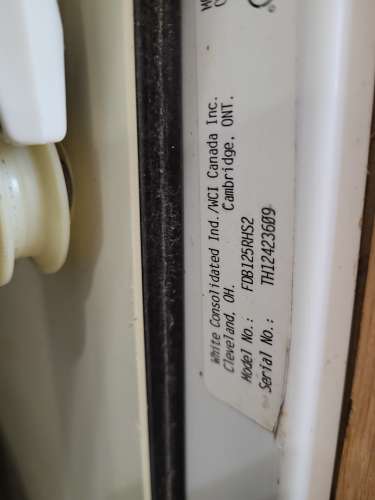 White Consolidated Ind./WCI Canada Inc.
Cleveland, OH. Cambridge, ONT.
Model No.: FDB125RHS2
Serial No.: TH12423609